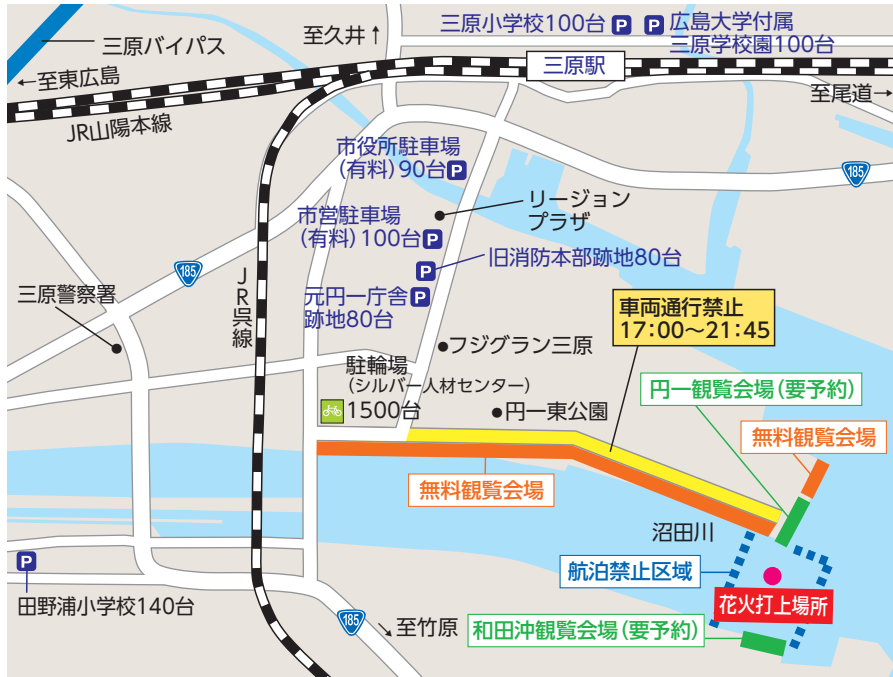 三原バイパス
至久井↑
三原小学校100台 P
P 広島大学付属
三原学校園100台
←至東広島
三原駅
至尾道→
JR山陽本線
市役所駐車場
(有料)90台 P
185
リージョン
プラザ
市営駐車場
(有料)100台 P
旧消防本部跡地80台
P
185
JR呉線
元円一庁舎 P
跡地80台
三原警察署
車両通行禁止
17:00〜21:45
フジグラン三原
駐輪場
(シルバー人材センター)
1500台
円一東公園
円一観覧会場(要予約)
無料観覧会場
無料観覧会場
沼田川
航泊禁止区域
P
田野浦小学校140台
花火打上場所
185
↘至竹原
和田沖観覧会場(要予約)